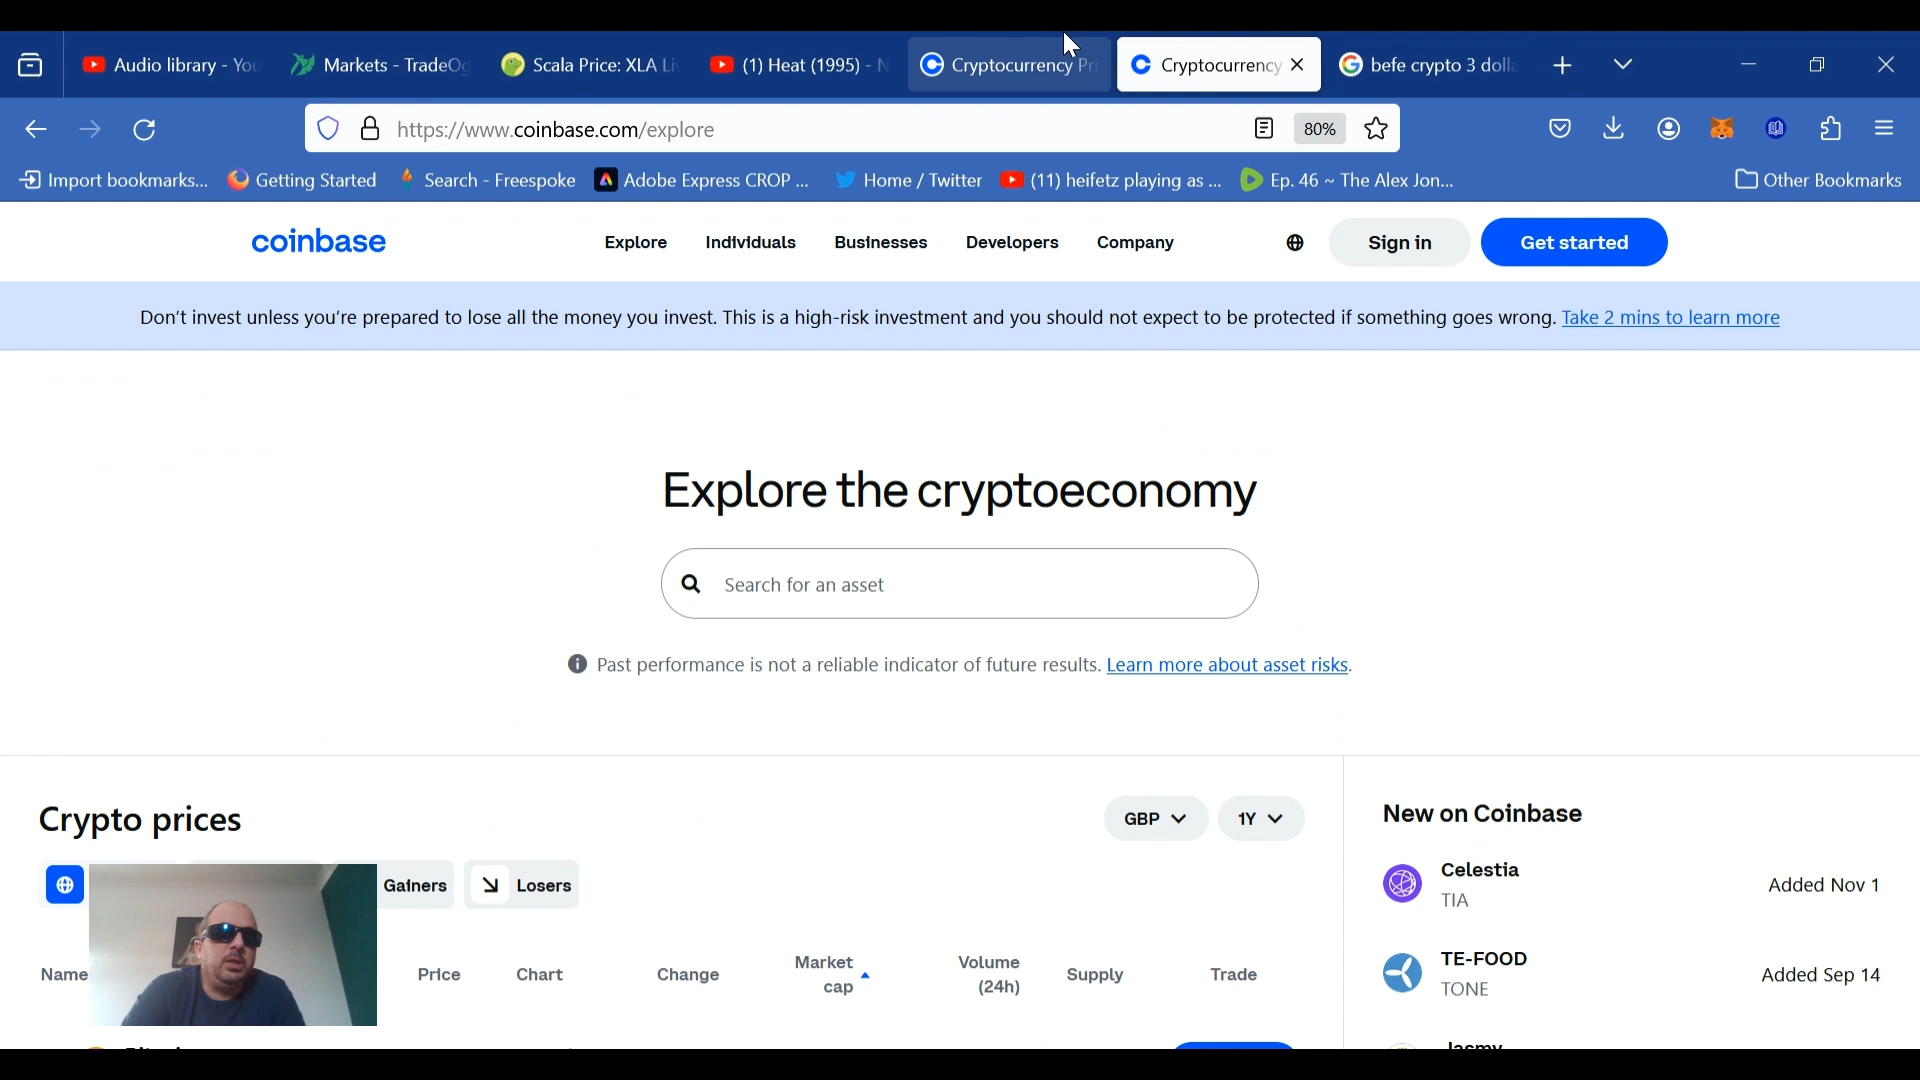 Audio library - You
Markets - TradeOg
Scala Price: XLA Li
(1) Heat (1995) - N
Cryptocurrency Pri
Cryptocurrency
befe crypto 3 dolla
https://www.coinbase.com/explore
80%
Import bookmarks...
Getting Started
Search - Freespoke
Adobe Express CROP ...
Home / Twitter
(11) heifetz playing as ...
Ep. 46 ~ The Alex Jon...
Other Bookmarks
coinbase
Explore
Individuals
Businesses
Developers
Company
Sign in
Get started
Don't invest unless you're prepared to lose all the money you invest. This is a high-risk investment and you should not expect to be protected if something goes wrong. Take 2 mins to learn more
Explore the cryptoeconomy
Search for an asset
Past performance is not a reliable indicator of future results. Learn more about asset risks.
Crypto prices
GBP
1Y
Gainers
Losers
Name
Price
Chart
Change
Market
cap
Volume
(24h)
Supply
Trade
New on Coinbase
Celestia
TIA
Added Nov 1
TE-FOOD
TONE
Added Sep 14